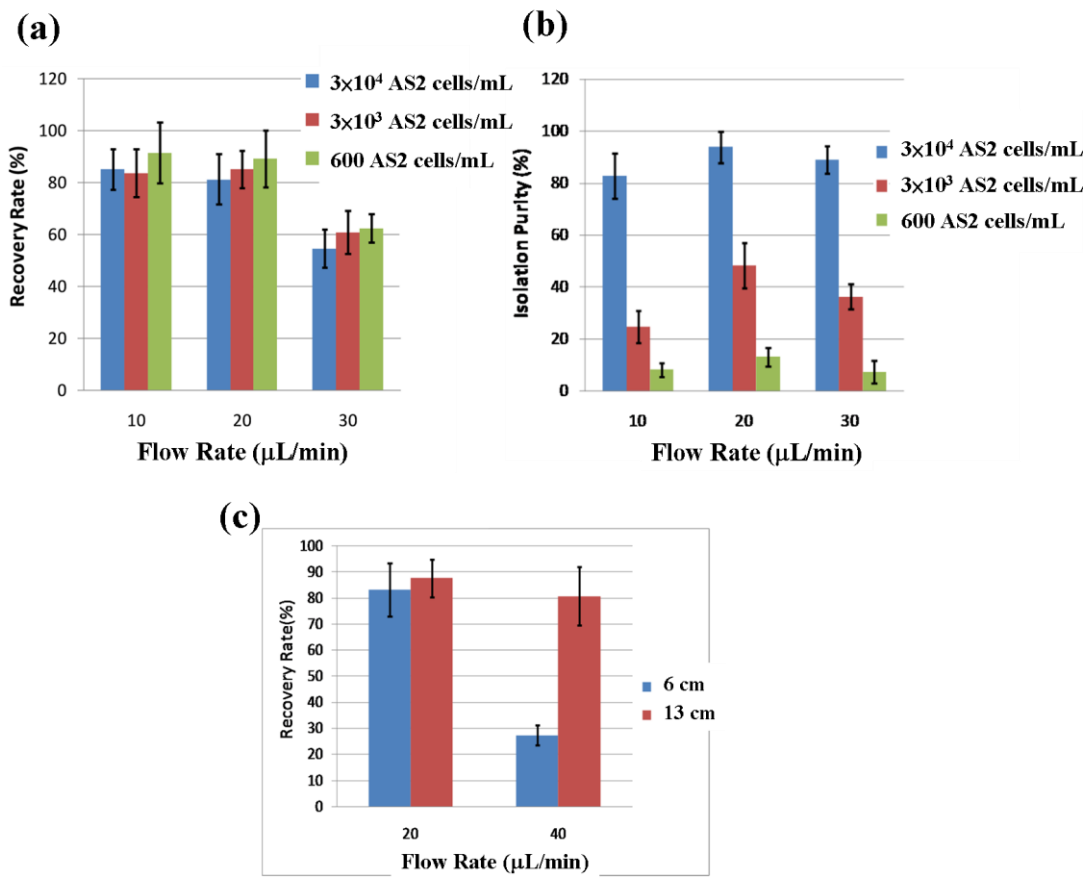 (a)
120
100
80
60
40
20
0
Recovery Rate (%)
3×10⁴ AS2 cells/mL
3×10³ AS2 cells/mL
600 AS2 cells/mL
10 20 30
Flow Rate (μL/min)
(b)
120
100
80
60
40
20
0
Isolation Purity (%)
3×10⁴ AS2 cells/mL
3×10³ AS2 cells/mL
600 AS2 cells/mL
10 20 30
Flow Rate (μL/min)
(c)
100
90
80
70
60
50
40
30
20
10
0
Recovery Rate(%)
6 cm
13 cm
20 40
Flow Rate (μL/min)